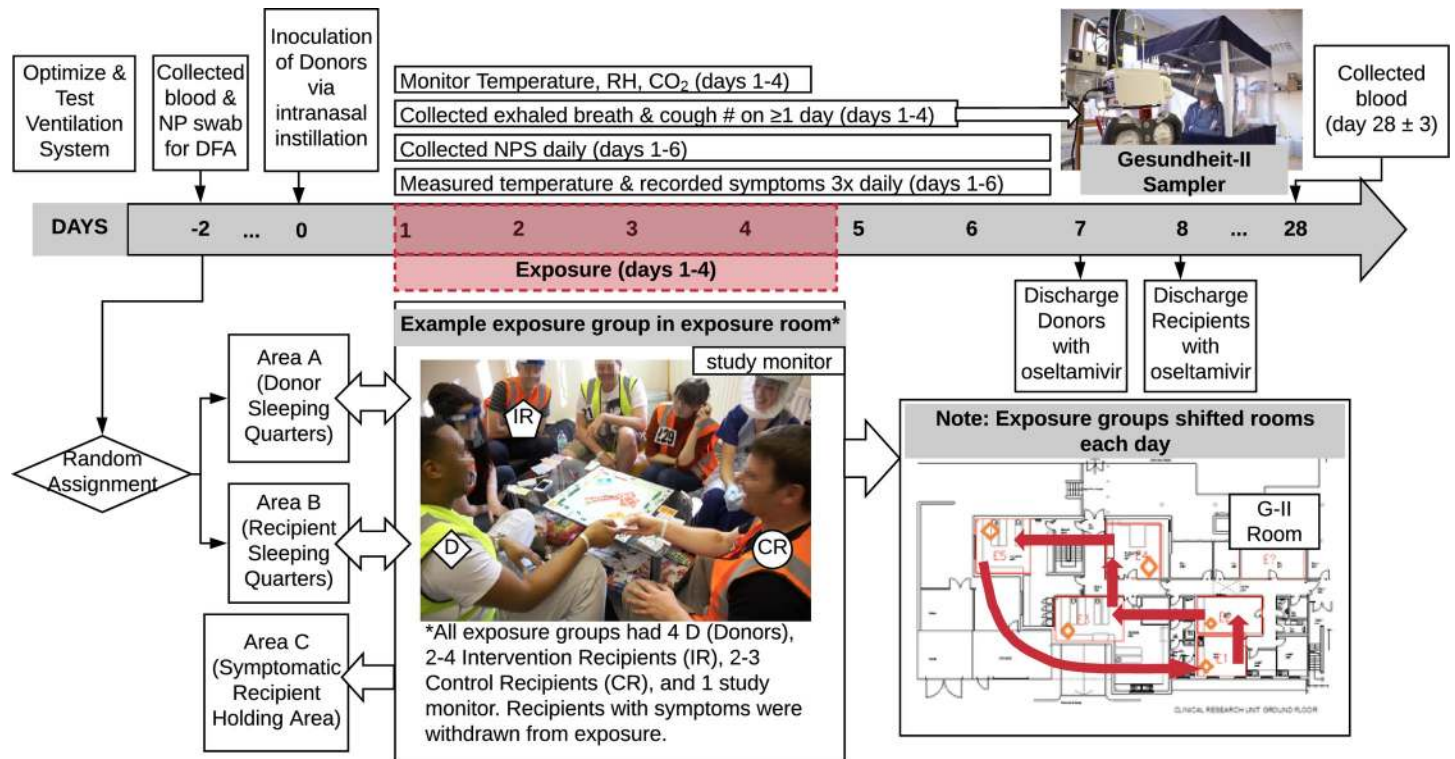 Optimize &
Test
Ventilation
System
Collected
blood &
NP swab
for DFA
Inoculation
of Donors
via
intranasal
instillation
Monitor Temperature, RH, CO₂ (days 1-4)
Collected exhaled breath & cough # on ≥1 day (days 1-4)
Collected NPS daily (days 1-6)
Measured temperature & recorded symptoms 3x daily (days 1-6)
Gesundheit-II
Sampler
Collected
blood
(day 28 ± 3)
DAYS -2 ... 0 1 2 3 4 5 6 7 8 ... 28
Exposure (days 1-4)
Discharge
Donors
with
oseltamivir
Discharge
Recipients
with
oseltamivir
Random
Assignment
Area A
(Donor
Sleeping
Quarters)
Area B
(Recipient
Sleeping
Quarters)
Area C
(Symptomatic
Recipient
Holding Area)
Example exposure group in exposure room*
study monitor
IR
D
CR
*All exposure groups had 4 D (Donors),
2-4 Intervention Recipients (IR), 2-3
Control Recipients (CR), and 1 study
monitor. Recipients with symptoms were
withdrawn from exposure.
Note: Exposure groups shifted rooms
each day
G-II
Room
E5
E3
E1
CLINICAL RESEARCH UNIT GROUND FLOOR